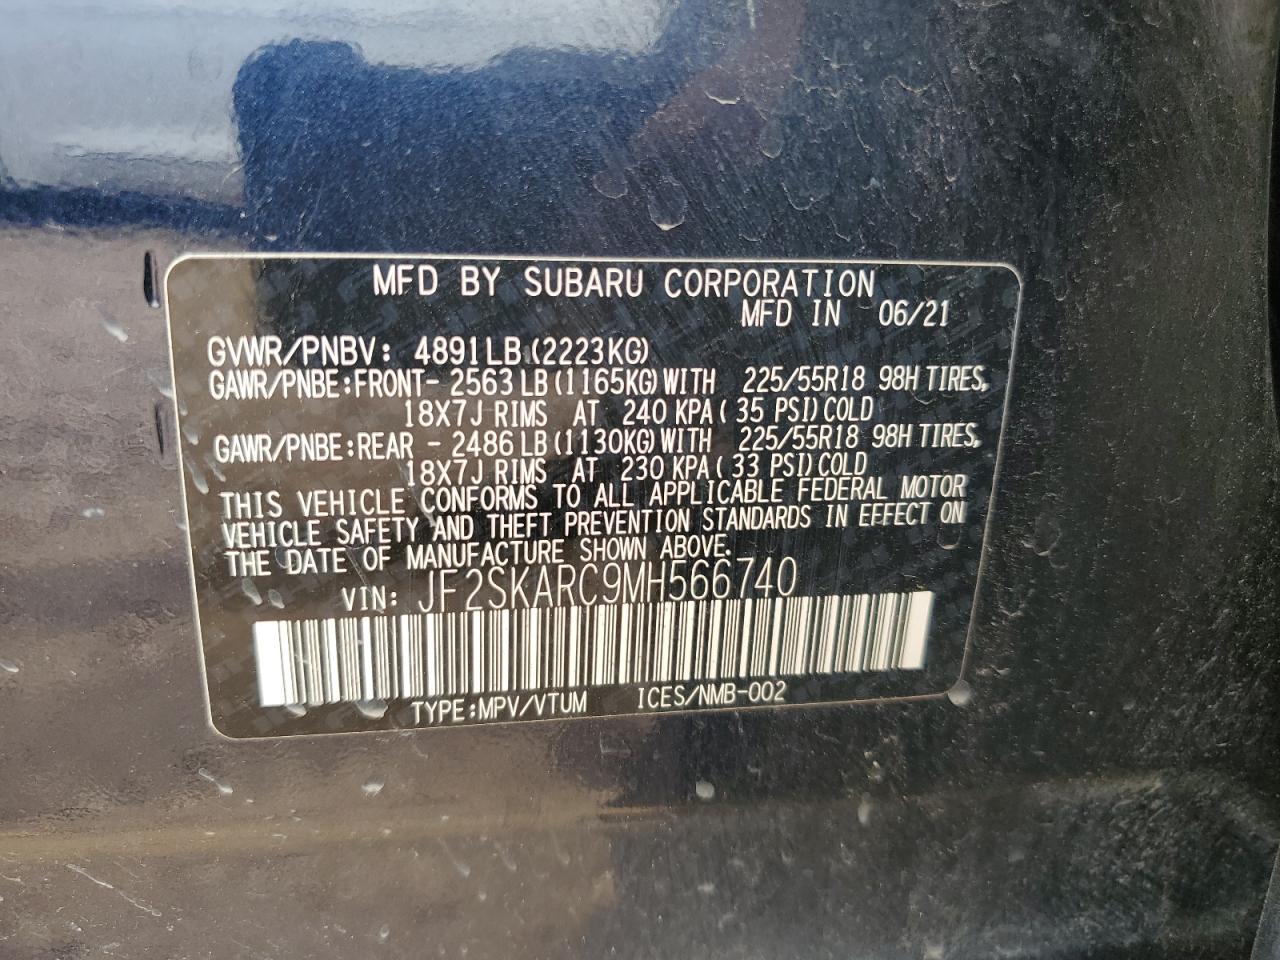 MFD BY SUBARU CORPORATION
MFD IN 06/21
GVWR/PNBV: 4891LB(2223KG)
GAWR/PNBE:FRONT- 2563LB(1165KG)WITH 225/55R18 98H TIRES,
18X7J RIMS AT 240 KPA( 35 PSI)COLD
GAWR/PNBE:REAR - 2486LB(1130KG)WITH 225/55R18 98H TIRES,
18X7J RIMS AT 230 KPA( 33 PSI)COLD
THIS VEHICLE CONFORMS TO ALL APPLICABLE FEDERAL MOTOR
VEHICLE SAFETY AND THEFT PREVENTION STANDARDS IN EFFECT ON
THE DATE OF MANUFACTURE SHOWN ABOVE.
VIN: JF2SKARC9MH566740
TYPE:MPV/VTUM ICES/NMB-002